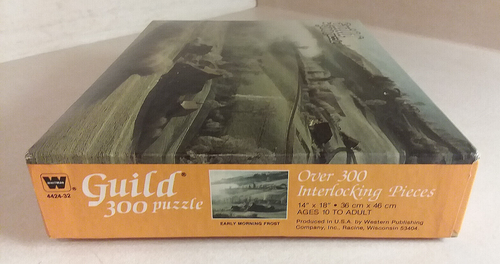 WHITMAN
®
4424-32
Guild®
300 puzzle
EARLY MORNING FROST
Over 300
Interlocking Pieces
14" x 18" • 36 cm x 46 cm
AGES 10 TO ADULT
Produced in U.S.A. by Western Publishing
Company, Inc., Racine, Wisconsin 53404.